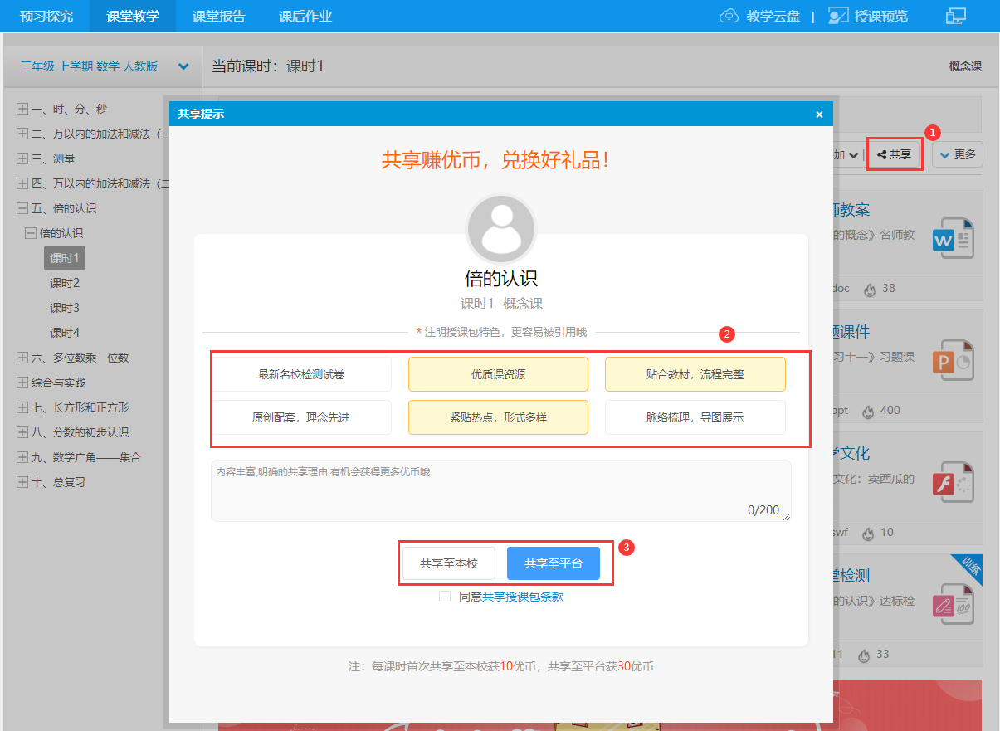 预习探究 课堂教学 课堂报告 课后作业 教学云盘 | 授课预览
三年级 上学期 数学 人教版
当前课时：课时1
概念课
一、时、分、秒
二、万以内的加法和减法（一
三、测量
四、万以内的加法和减法（二
五、倍的认识
倍的认识
课时1
课时2
课时3
课时4
六、多位数乘一位数
综合与实践
七、长方形和正方形
八、分数的初步认识
九、数学广角——集合
十、总复习
共享提示 ×
共享赚优币，兑换好礼品！
倍的认识
课时1 概念课
* 注明授课包特色，更容易被引用哦
2
最新名校检测试卷 优质课资源 贴合教材，流程完整
原创配套，理念先进 紧贴热点，形式多样 脉络梳理，导图展示
内容丰富,明确的共享理由,有机会获得更多优币哦
0/200
共享至本校 共享至平台
3
同意共享授课包条款
注：每课时首次共享至本校获10优币，共享至平台获30优币
1
加 | 共享 更多
师教案
的概念》名师教
W
doc 38
题课件
习十一》习题课
P
ppt 400
学文化
文化：卖西瓜的
swf 10
训练
堂检测
的认识》达标检
100
11 33